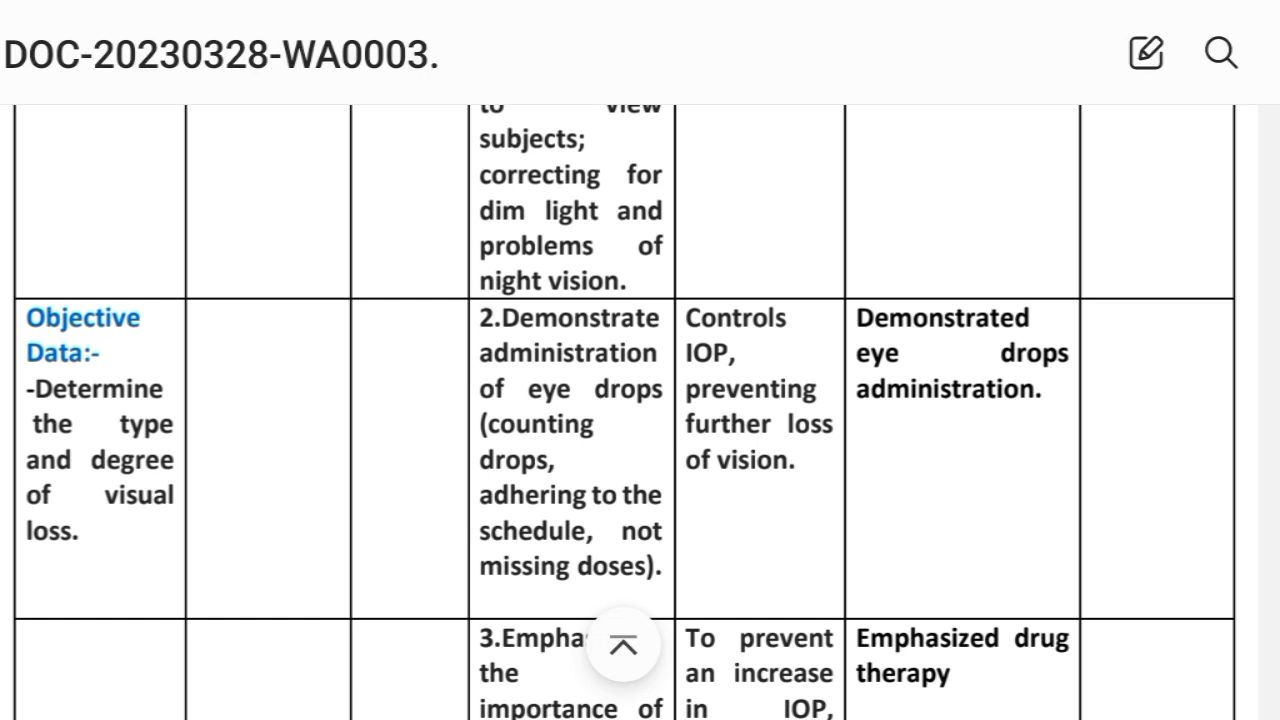 DOC-20230328-WA0003.
to view
subjects;
correcting for
dim light and
problems of
night vision.
Objective
Data:-
-Determine
the type
and degree
of visual
loss.
2.Demonstrate
administration
of eye drops
(counting
drops,
adhering to the
schedule, not
missing doses).
Controls
IOP,
preventing
further loss
of vision.
Demonstrated
eye drops
administration.
the
importance of
To prevent
an increase
in IOP,
Emphasized drug
therapy